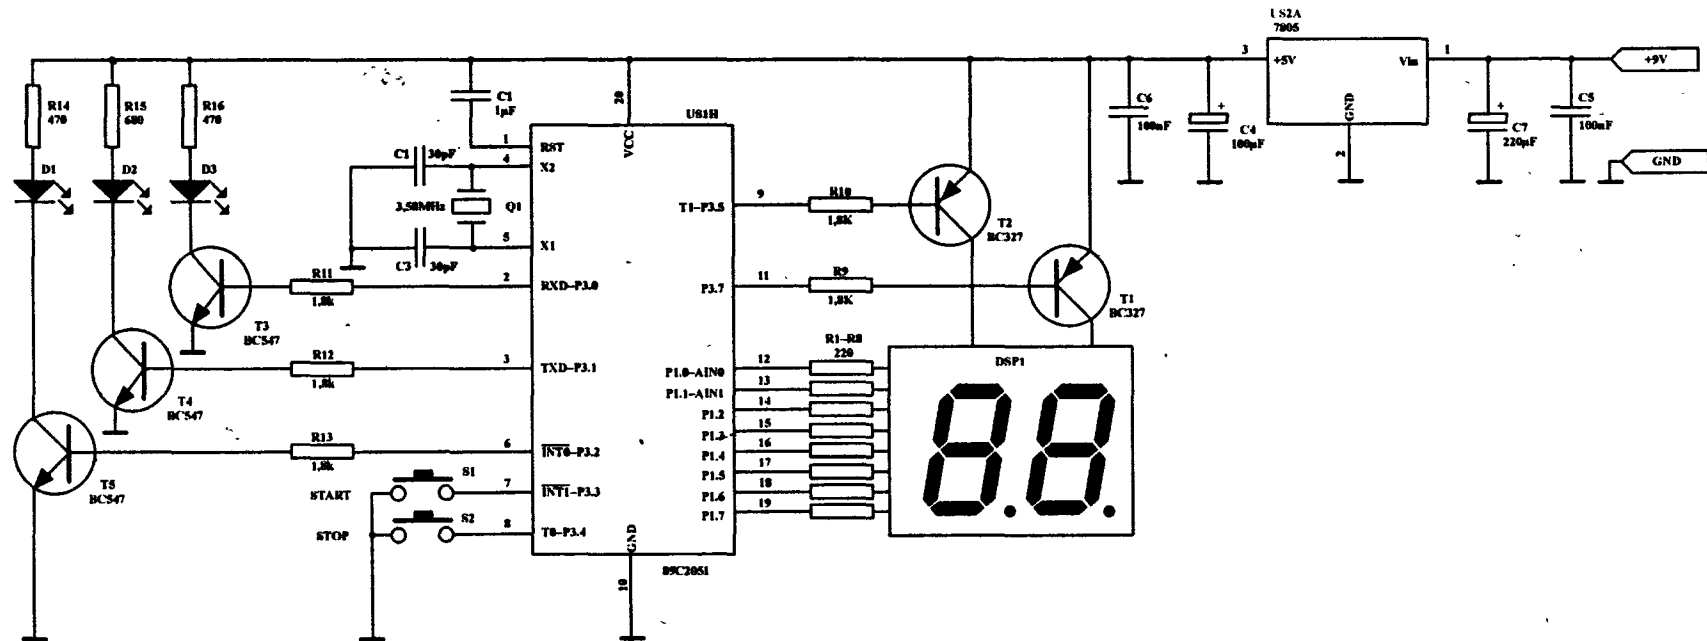 US2A
7805
3
+5V
Vin
1
+9V
GND
2
C6
100nF
+
C4
100µF
+
C7
220µF
C5
100nF
GND
R14
470
R15
680
R16
470
D1
D2
D3
C1
1µF
C1
30pF
3,58MHz
Q1
C3
30pF
20
US1H
VCC
1
RST
4
X2
5
X1
2
RXD-P3.0
3
TXD-P3.1
6
INT0-P3.2
7
INT1-P3.3
8
T0-P3.4
GND
10
89C2051
9
T1-P3.5
11
P3.7
12
P1.0-AIN0
13
P1.1-AIN1
14
P1.2
15
P1.3
16
P1.4
17
P1.5
18
P1.6
19
P1.7
R11
1,8k
R12
1,8k
R13
1,8k
T3
BC547
T4
BC547
T5
BC547
START
S1
STOP
S2
R10
1,8K
R9
1,8K
R1-R8
220
T2
BC327
T1
BC327
DSP1
8.8.